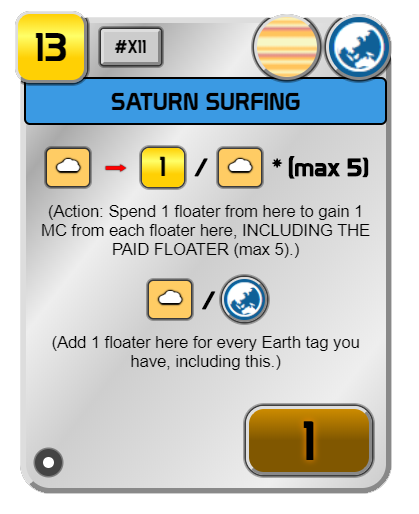 13
#X11
SATURN SURFING
1 / * (max 5)
(Action: Spend 1 floater from here to gain 1
MC from each floater here, INCLUDING THE
PAID FLOATER (max 5).)
/
(Add 1 floater here for every Earth tag you
have, including this.)
1